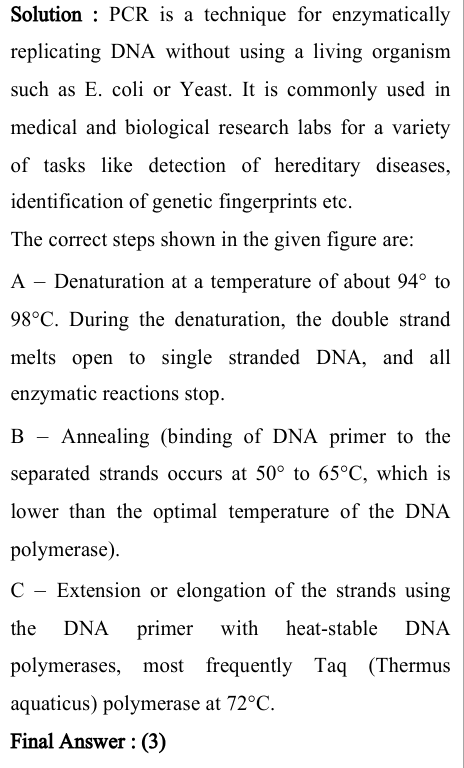 Solution : PCR is a technique for enzymatically
replicating DNA without using a living organism
such as E. coli or Yeast. It is commonly used in
medical and biological research labs for a variety
of tasks like detection of hereditary diseases,
identification of genetic fingerprints etc.
The correct steps shown in the given figure are:
A – Denaturation at a temperature of about 94° to
98°C. During the denaturation, the double strand
melts open to single stranded DNA, and all
enzymatic reactions stop.
B – Annealing (binding of DNA primer to the
separated strands occurs at 50° to 65°C, which is
lower than the optimal temperature of the DNA
polymerase).
C – Extension or elongation of the strands using
the DNA primer with heat-stable DNA
polymerases, most frequently Taq (Thermus
aquaticus) polymerase at 72°C.
Final Answer : (3)